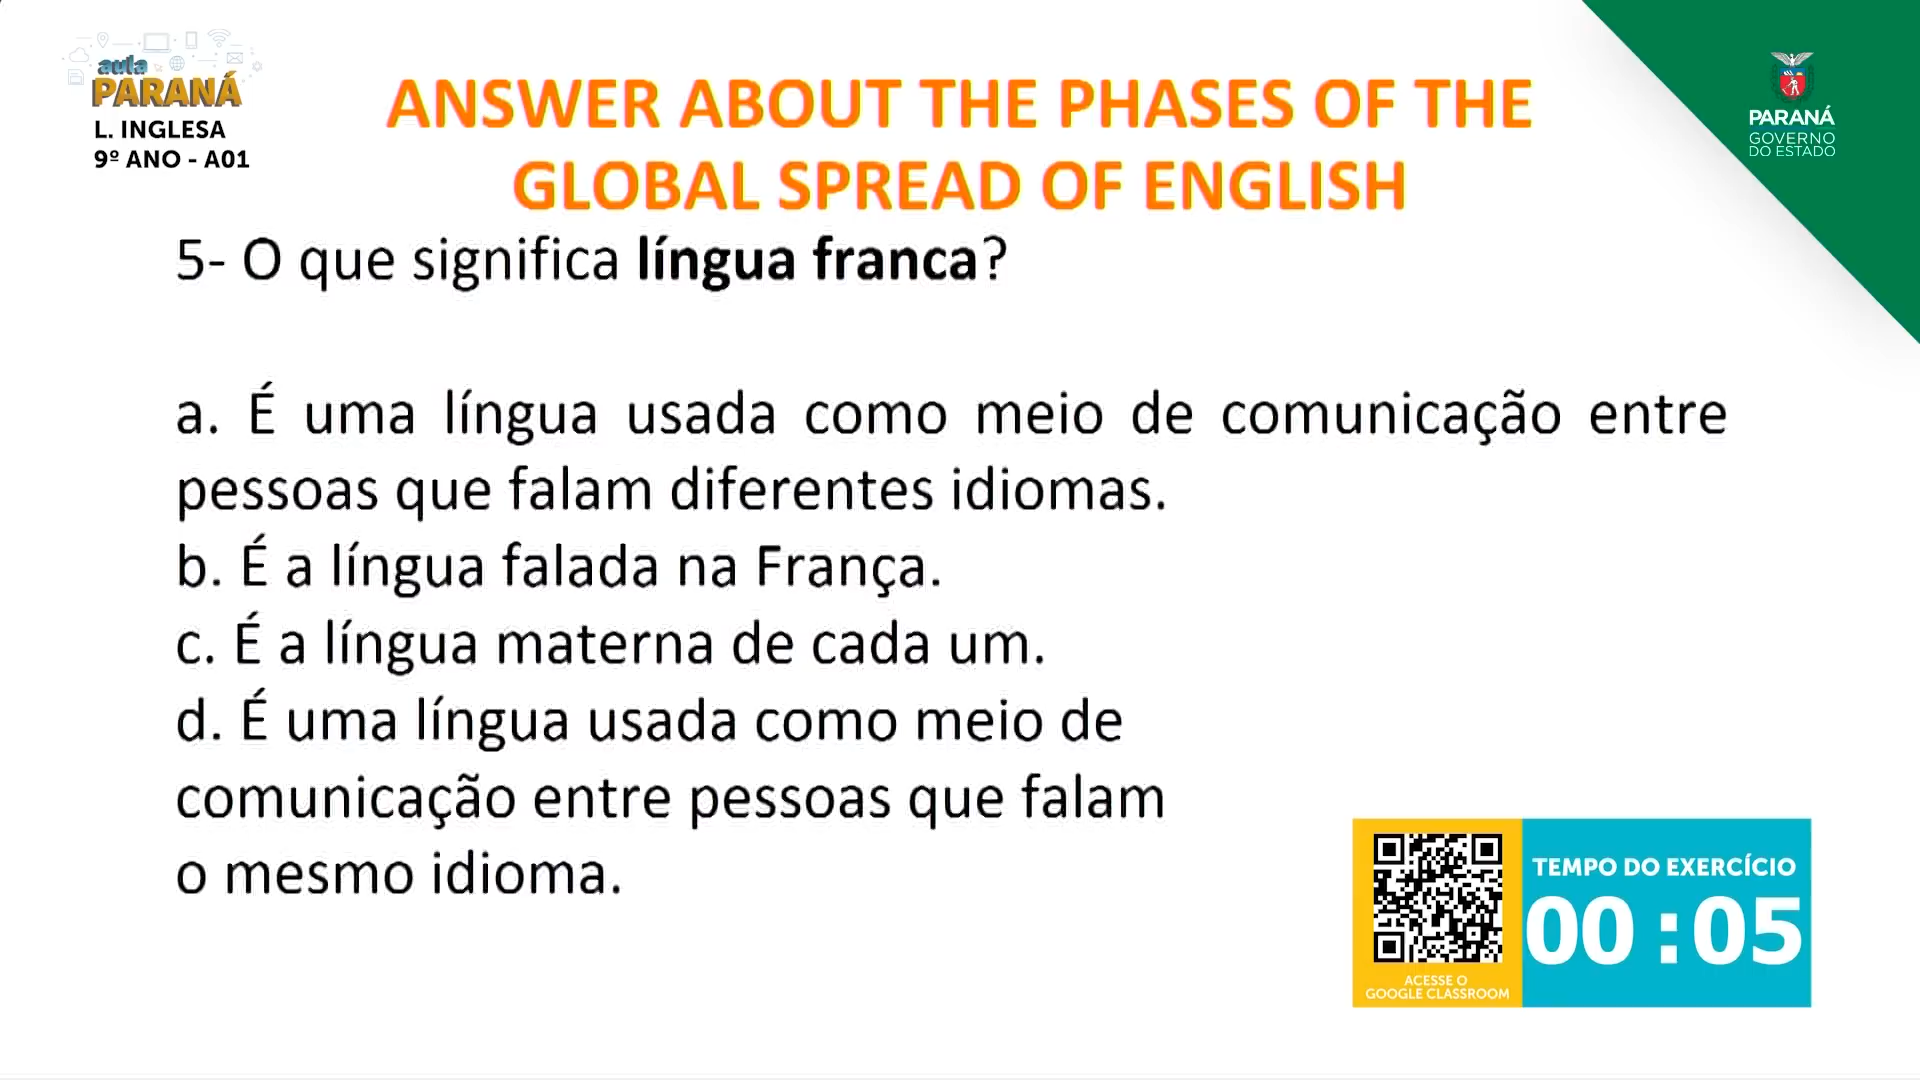 aula
PARANÁ
L. INGLESA
9º ANO - A01
ANSWER ABOUT THE PHASES OF THE
GLOBAL SPREAD OF ENGLISH
PARANÁ
GOVERNO
DO ESTADO
5- O que significa língua franca?
a. É uma língua usada como meio de comunicação entre
pessoas que falam diferentes idiomas.
b. É a língua falada na França.
c. É a língua materna de cada um.
d. É uma língua usada como meio de
comunicação entre pessoas que falam
o mesmo idioma.
ACESSE O
GOOGLE CLASSROOM
TEMPO DO EXERCÍCIO
00:05